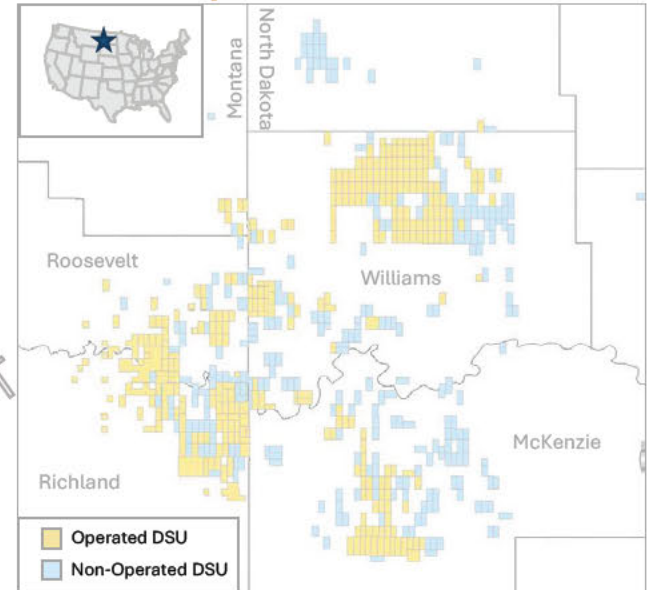 Montana
North Dakota
Roosevelt
Williams
McKenzie
Richland
Operated DSU
Non-Operated DSU